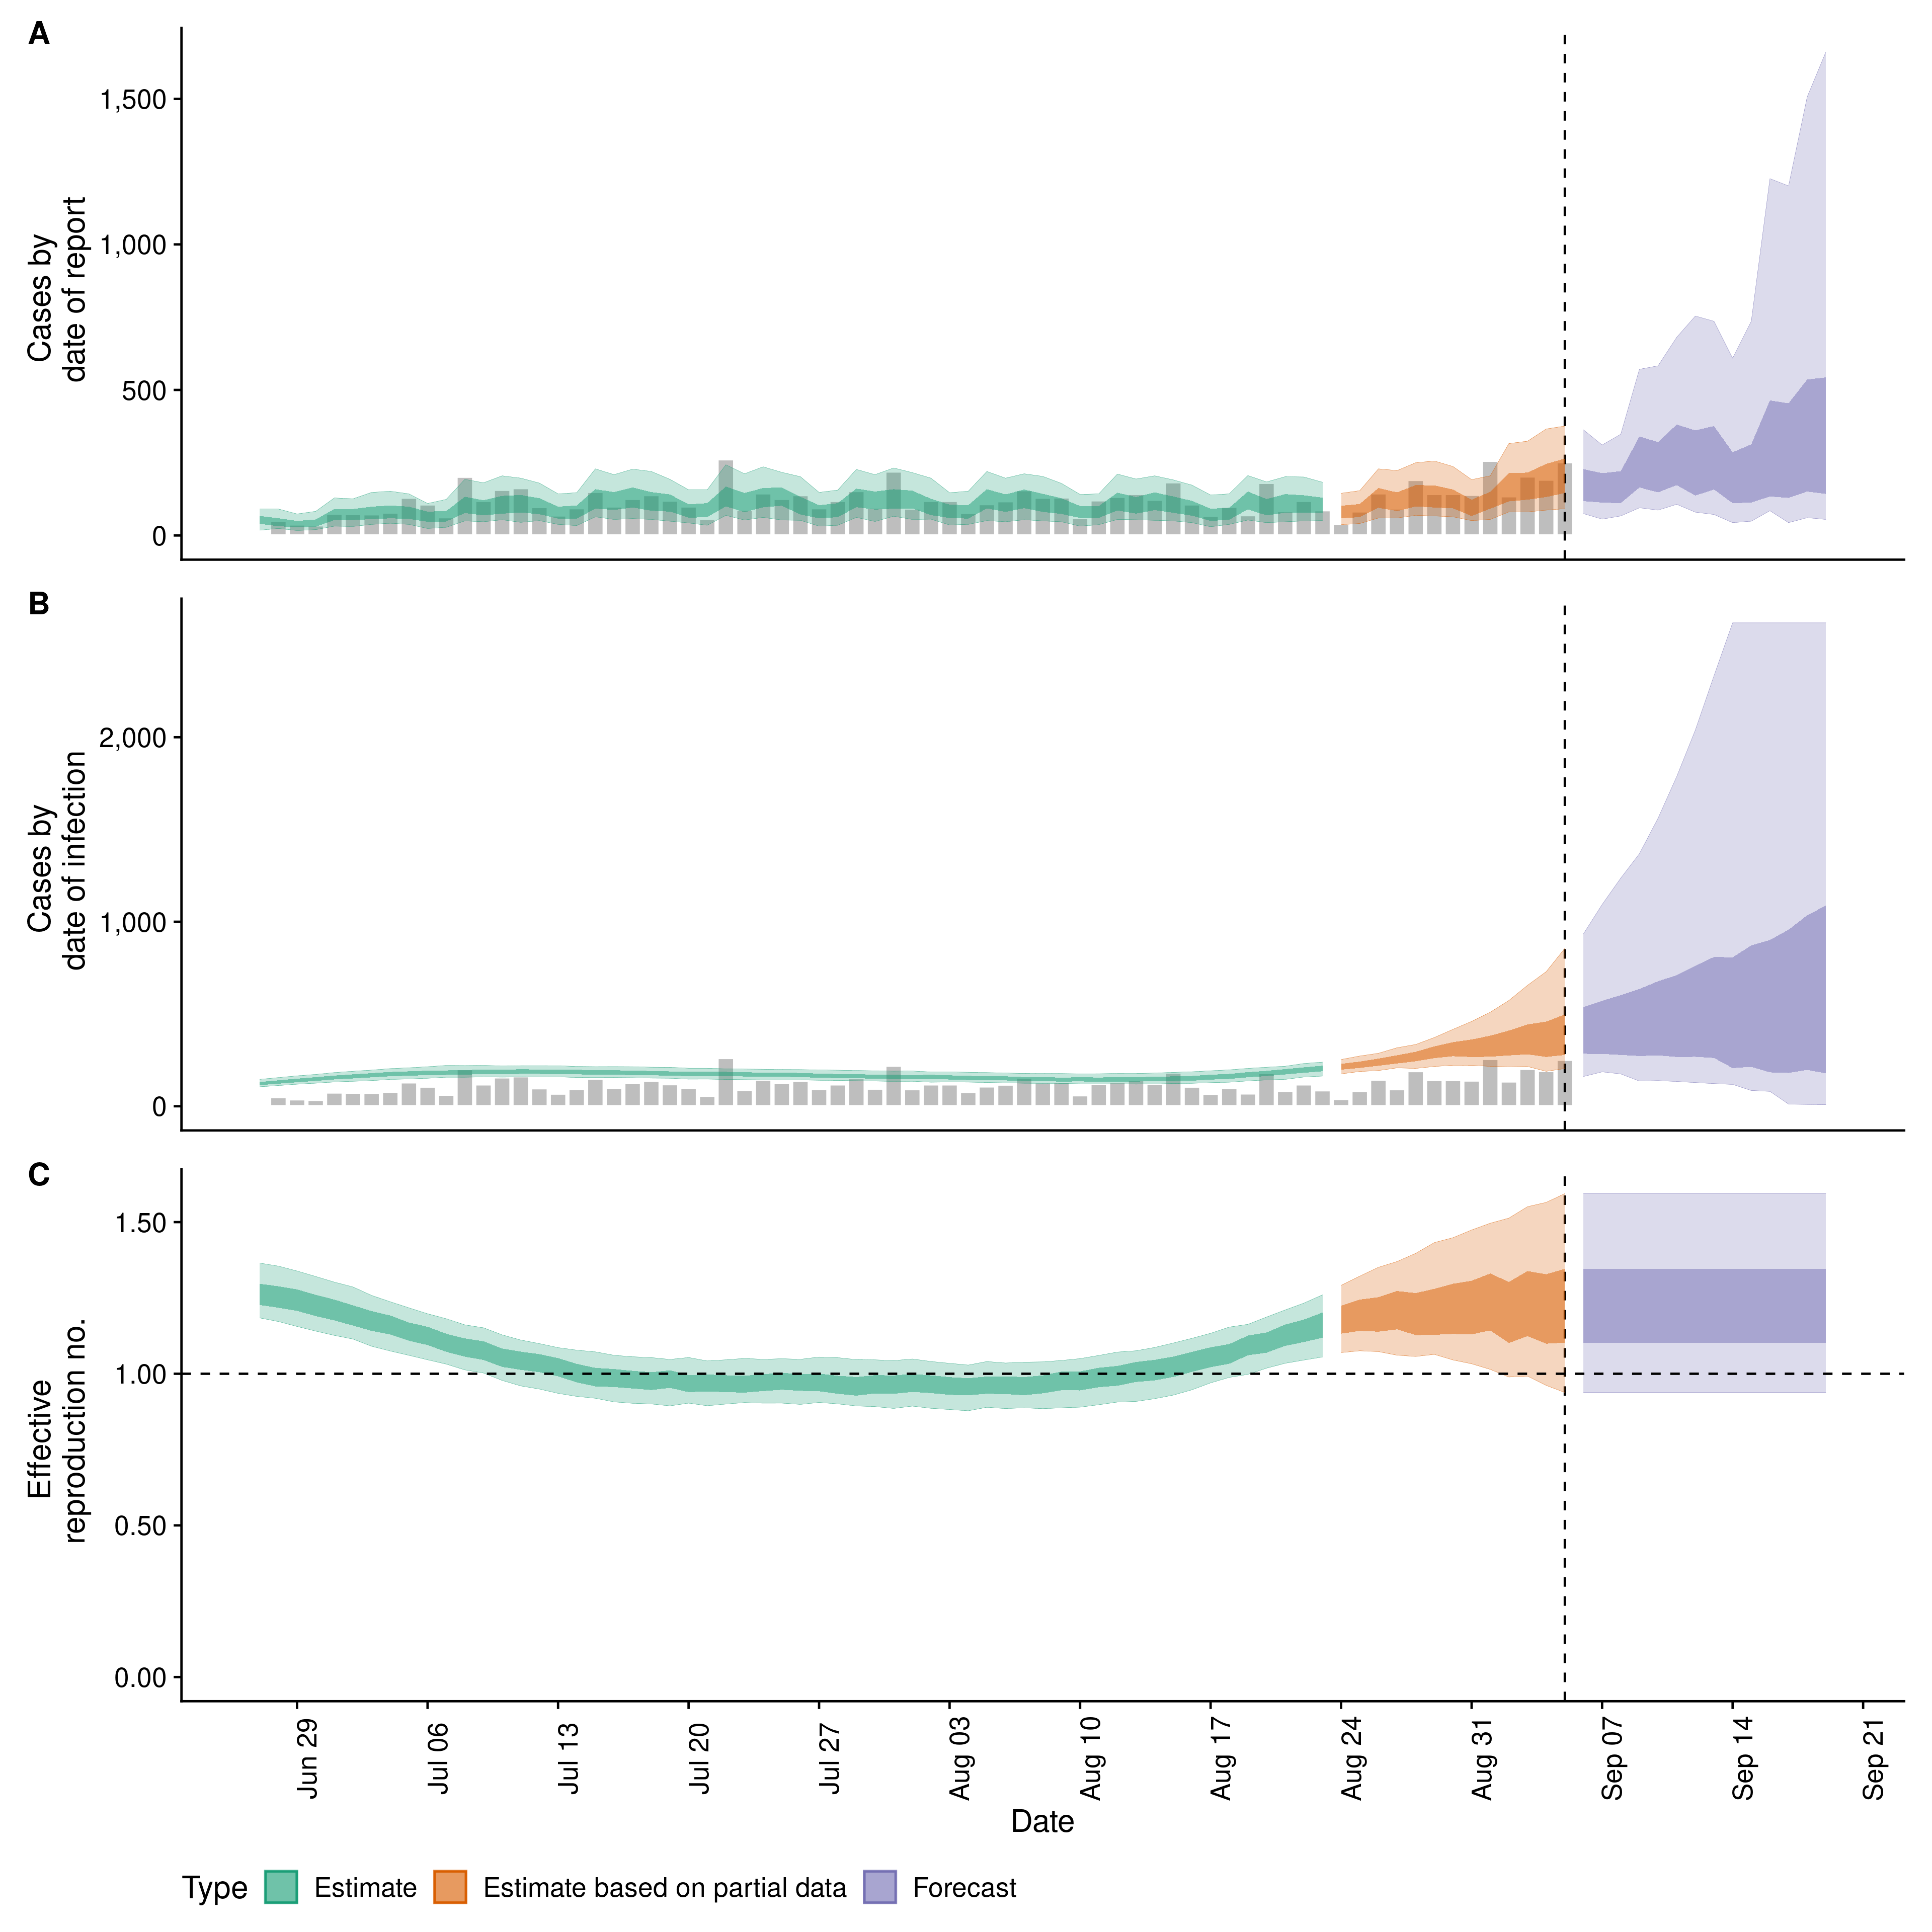 A
Cases by
date of report
1,500
1,000
500
0
B
Cases by
date of infection
2,000
1,000
0
C
Effective
reproduction no.
1.50
1.00
0.50
0.00
Jun 29
Jul 06
Jul 13
Jul 20
Jul 27
Aug 03
Aug 10
Aug 17
Aug 24
Aug 31
Sep 07
Sep 14
Sep 21
Date
Type Estimate Estimate based on partial data Forecast